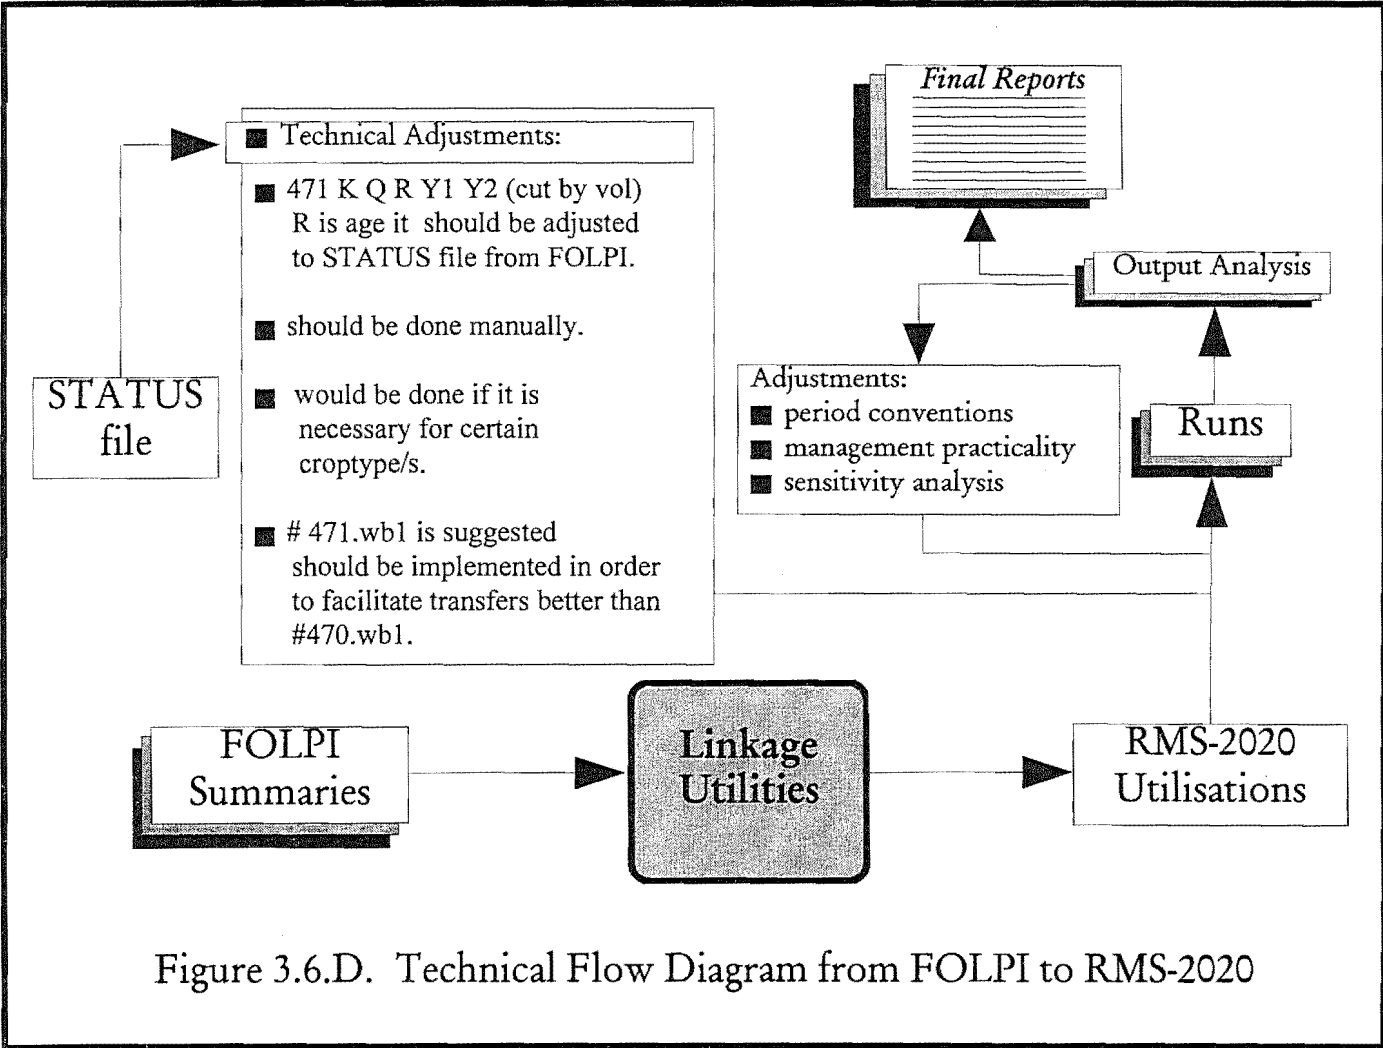 Final Reports
Technical Adjustments:
471 K Q R Y1 Y2 (cut by vol)
R is age it should be adjusted
to STATUS file from FOLPI.
should be done manually.
would be done if it is
necessary for certain
croptype/s.
# 471.wb1 is suggested
should be implemented in order
to facilitate transfers better than
#470.wb1.
STATUS
file
Output Analysis
Adjustments:
period conventions
management practicality
sensitivity analysis
Runs
FOLPI
Summaries
Linkage
Utilities
RMS-2020
Utilisations
Figure 3.6.D. Technical Flow Diagram from FOLPI to RMS-2020